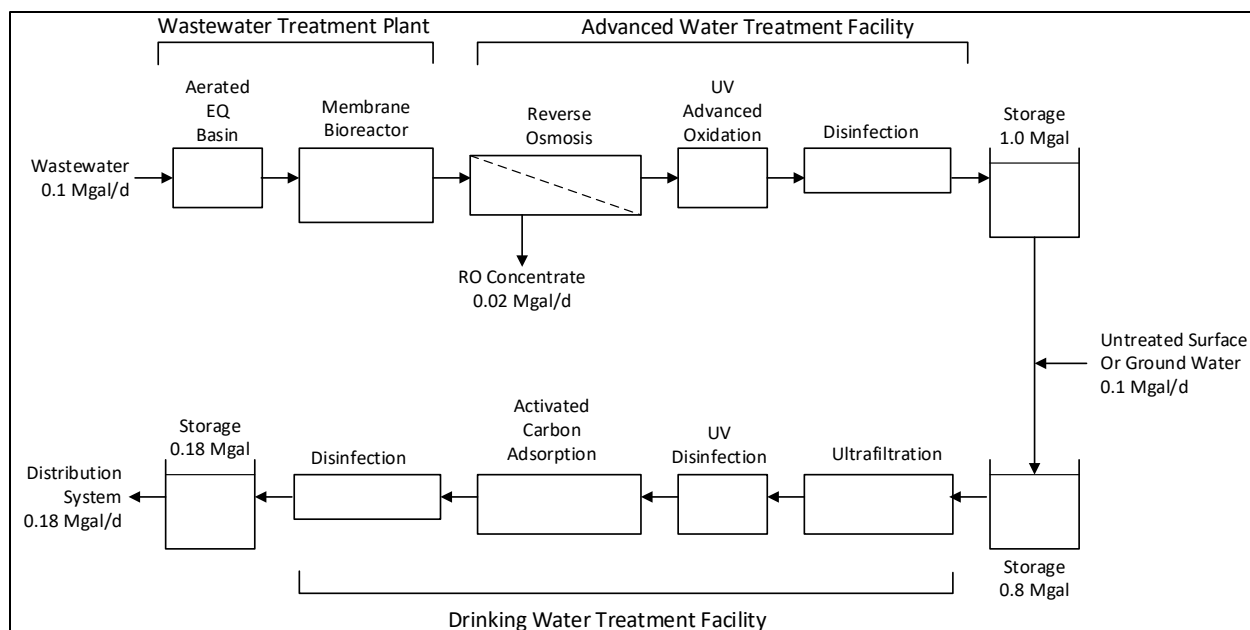 Wastewater Treatment Plant
Advanced Water Treatment Facility
Aerated
EQ
Basin
Membrane
Bioreactor
Reverse
Osmosis
UV
Advanced
Oxidation
Disinfection
Storage
1.0 Mgal
Wastewater
0.1 Mgal/d
RO Concentrate
0.02 Mgal/d
Untreated Surface
Or Ground Water
0.1 Mgal/d
Storage
0.18 Mgal
Distribution
System
0.18 Mgal/d
Disinfection
Activated
Carbon
Adsorption
UV
Disinfection
Ultrafiltration
Storage
0.8 Mgal
Drinking Water Treatment Facility